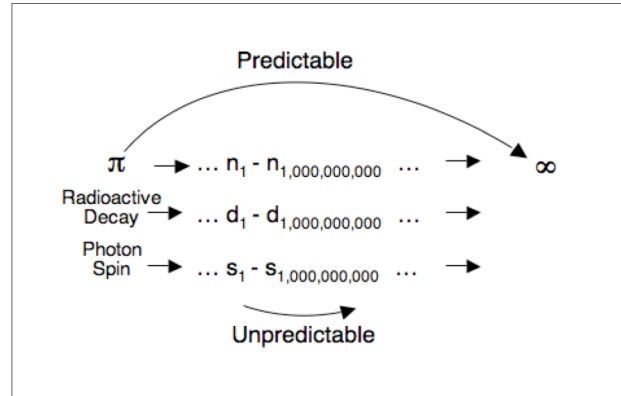 Predictable
π → ... n₁ - n₁,₀₀₀,₀₀₀,₀₀₀ ... → ∞
Radioactive
Decay → ... d₁ - d₁,₀₀₀,₀₀₀,₀₀₀ ... →
Photon
Spin → ... s₁ - s₁,₀₀₀,₀₀₀,₀₀₀ ... →
Unpredictable